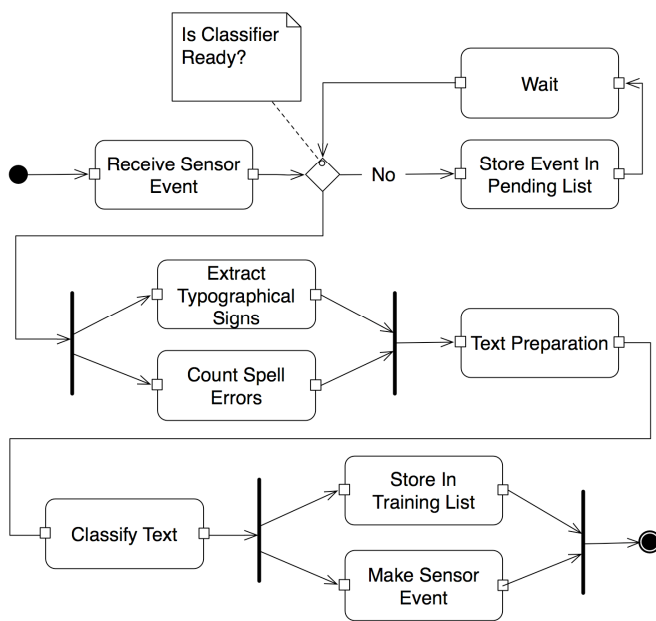 Is Classifier
Ready?
Wait
Receive Sensor
Event
No
Store Event In
Pending List
Extract
Typographical
Signs
Count Spell
Errors
Text Preparation
Classify Text
Store In
Training List
Make Sensor
Event